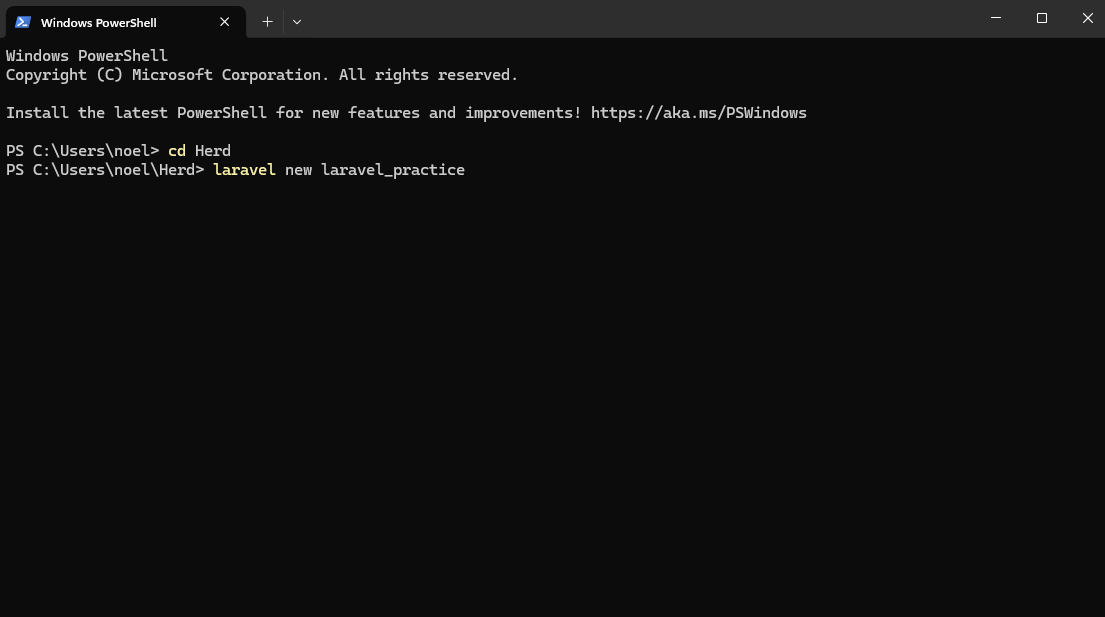 Windows PowerShell
Windows PowerShell
Copyright (C) Microsoft Corporation. All rights reserved.
Install the latest PowerShell for new features and improvements! https://aka.ms/PSWindows
PS C:\Users\noel> cd Herd
PS C:\Users\noel\Herd> laravel new laravel_practice